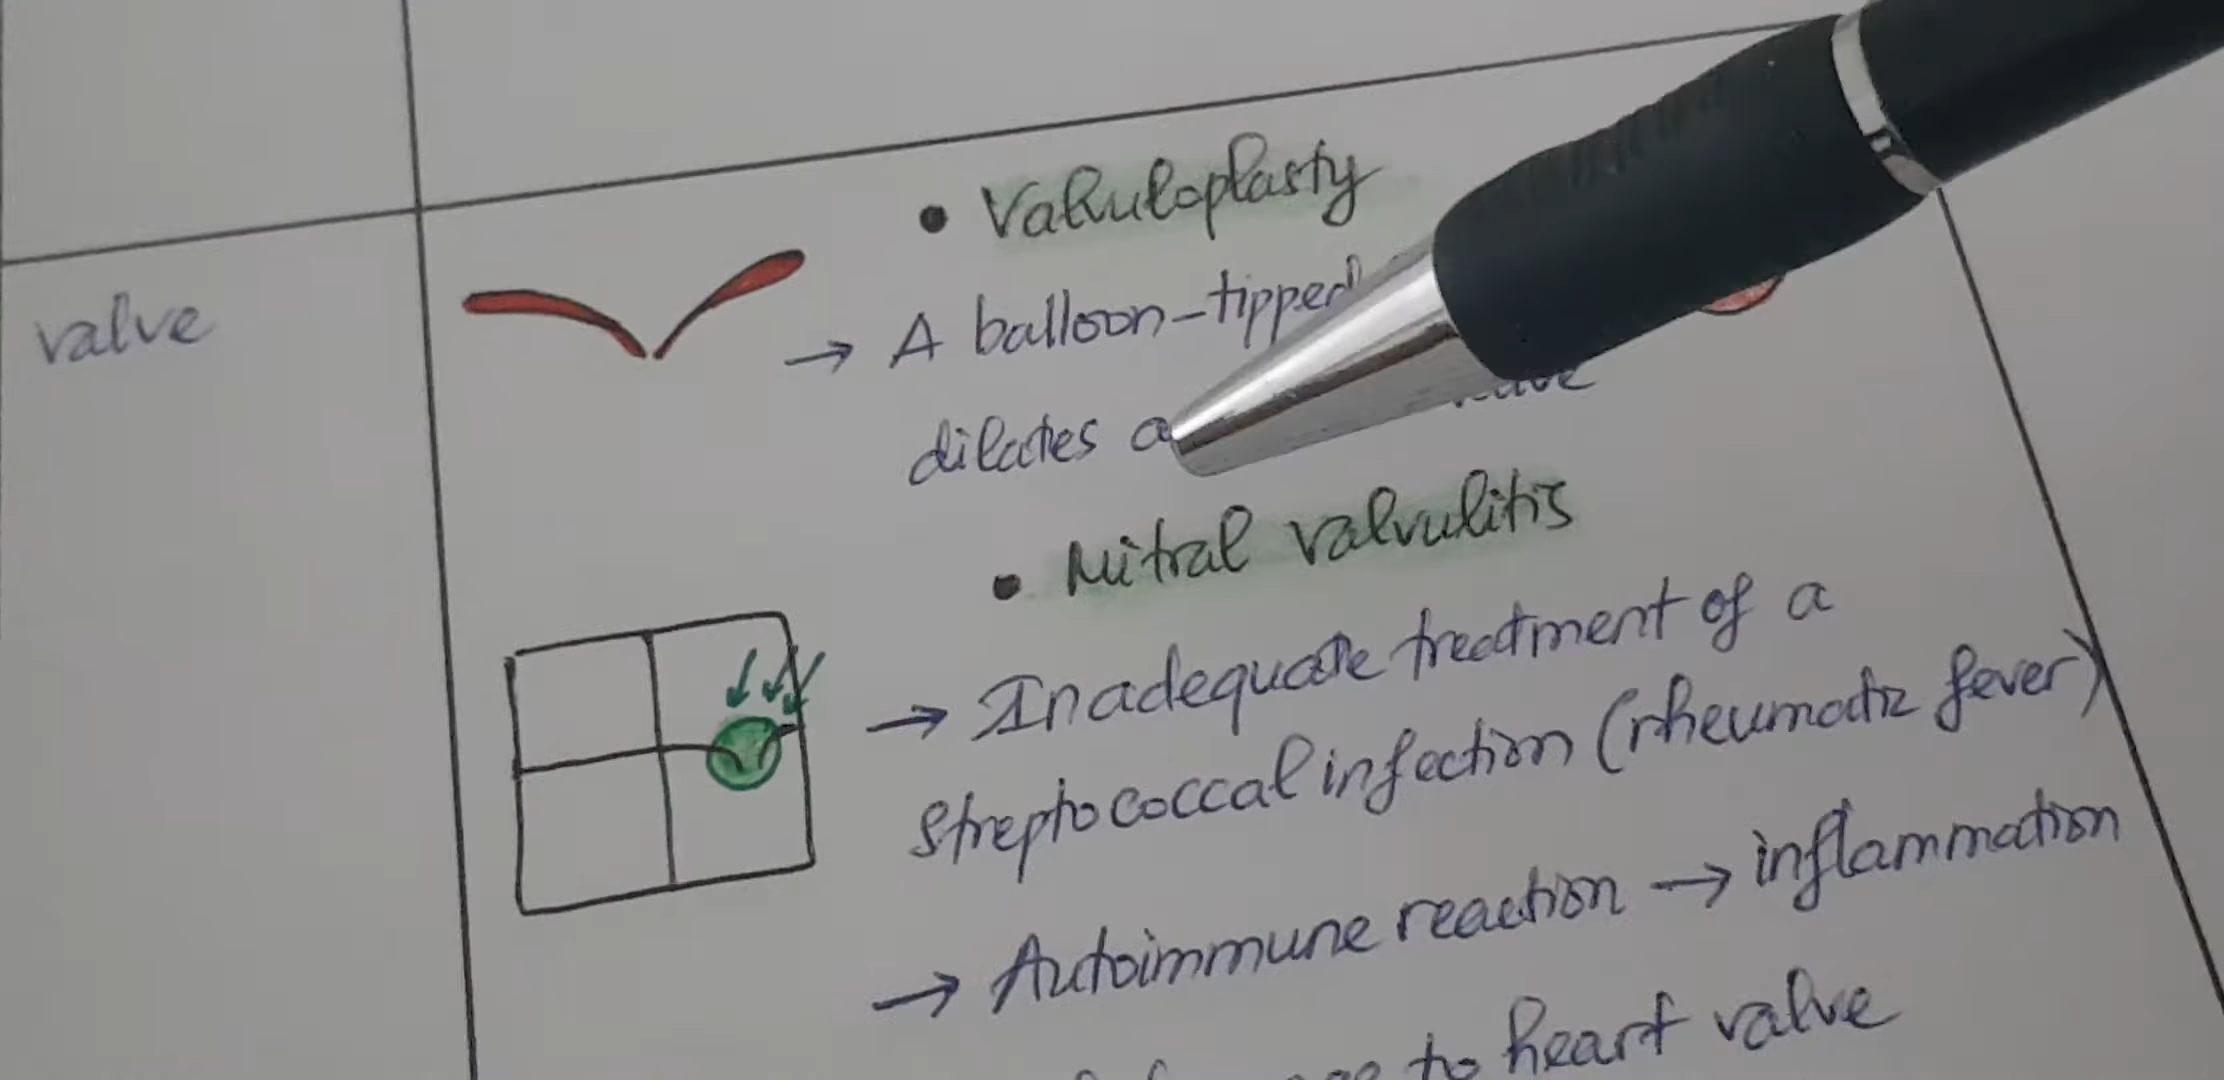 valve
• Valvuloplasty
→ A balloon-tipped
dilates a
• Mitral valvulitis
→ Inadequate treatment of a
Streptococcal infection (rheumatic fever)
→ Autoimmune reaction → inflammation
to heart valve